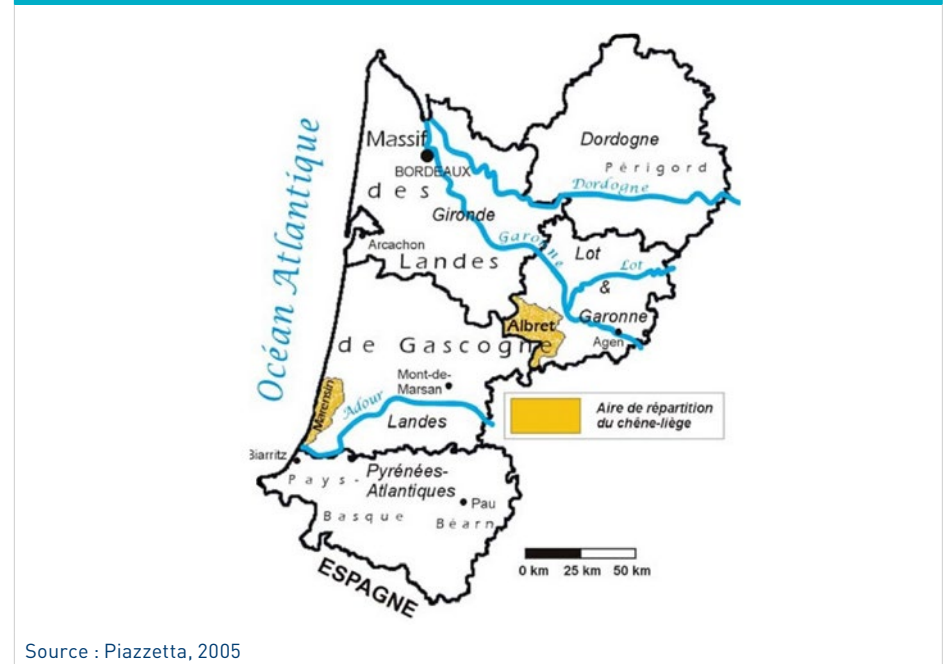 Océan Atlantique
Massif
BORDEAUX
des
Gironde
Arcachon
Landes
Dordogne
Périgord
Dordogne
Garonne
Lot
Lot
&
Garonne
Agen
Albret
de Gascogne
Mont-de-
Marsan
Marensin
Adour
Landes
Aire de répartition
du chêne-liège
Biarritz
Pays-
Basque
Pyrénées-
Atlantiques
Pau
Béarn
ESPAGNE
0 km 25 km 50 km
Source : Piazzetta, 2005